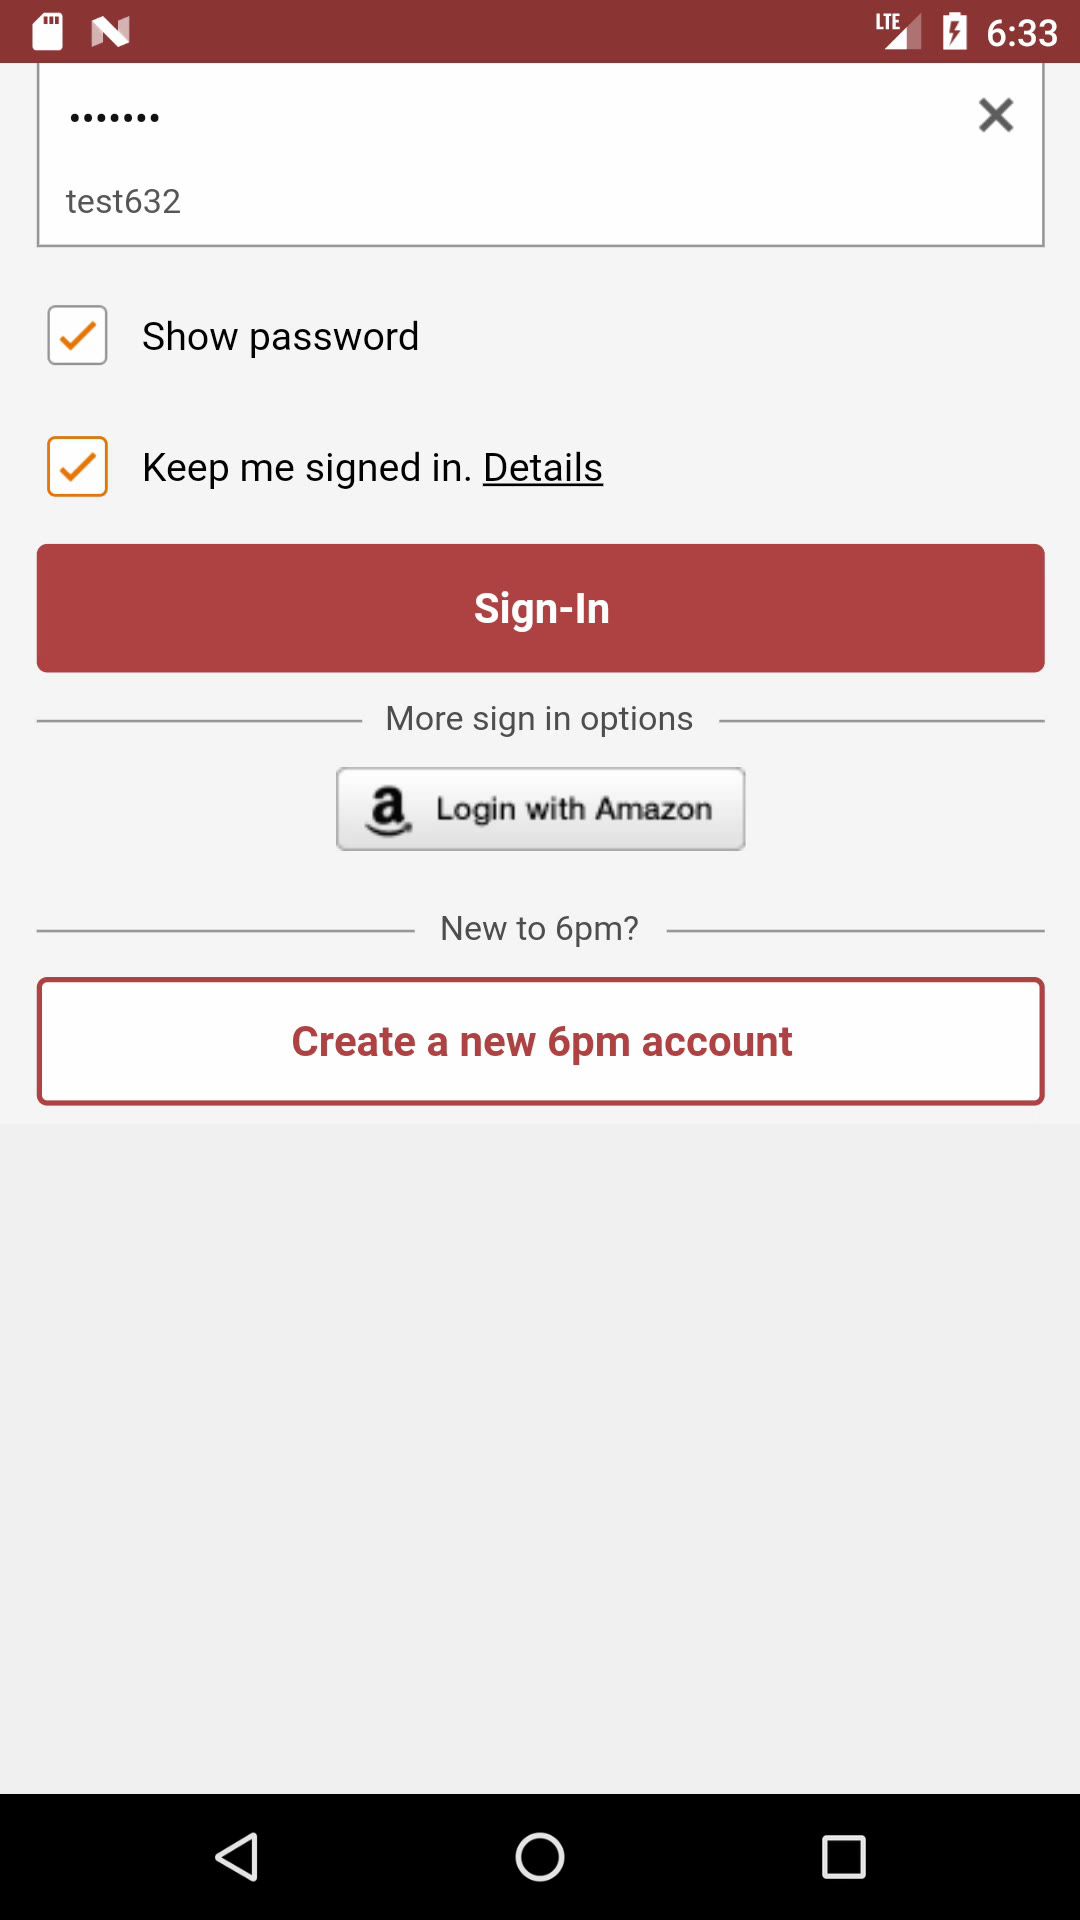 LTE 6:33
•••••••
test632
Show password
Keep me signed in. Details
Sign-In
More sign in options
a Login with Amazon
New to 6pm?
Create a new 6pm account